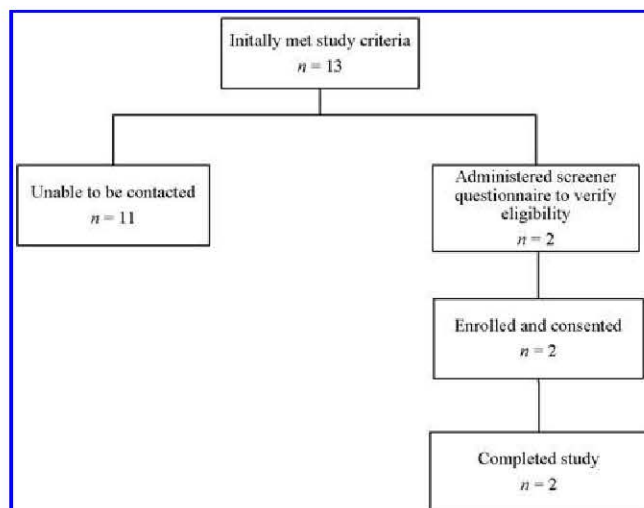 Initally met study criteria
n = 13
Unable to be contacted
n = 11
Administered screener
questionnaire to verify
eligibility
n = 2
Enrolled and consented
n = 2
Completed study
n = 2